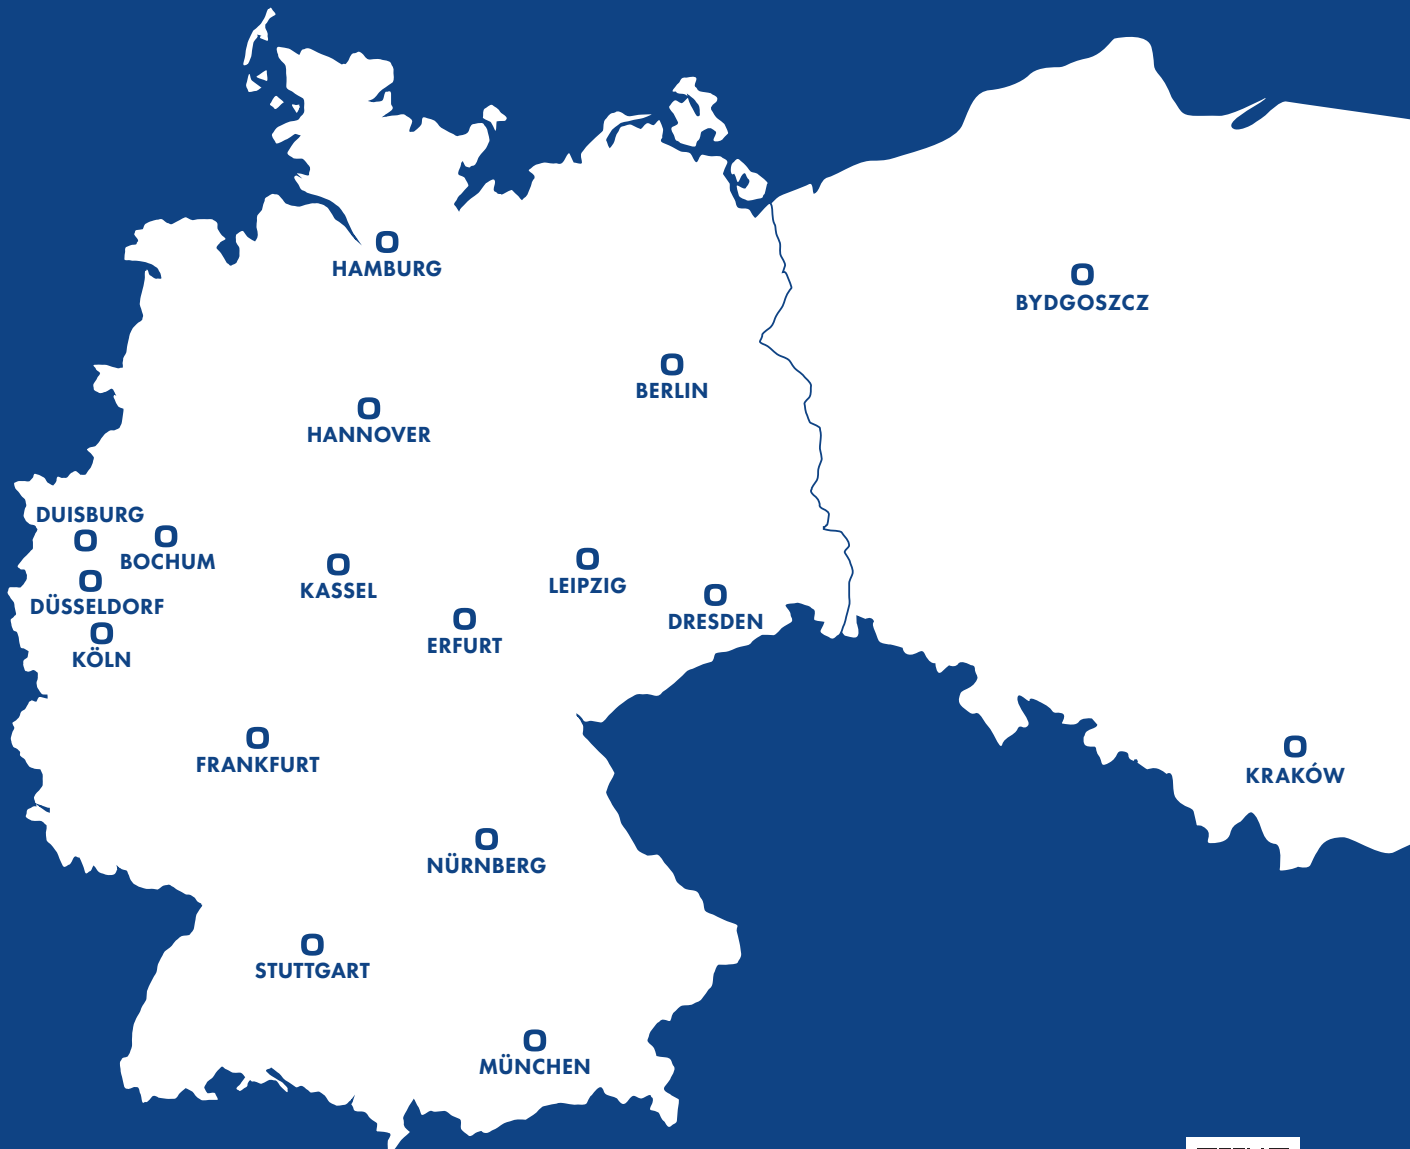 HAMBURG
BYDGOSZCZ
BERLIN
HANNOVER
DUISBURG
BOCHUM
KASSEL
LEIPZIG
DÜSSELDORF
DRESDEN
ERFURT
KÖLN
FRANKFURT
KRAKÓW
NÜRNBERG
STUTTGART
MÜNCHEN